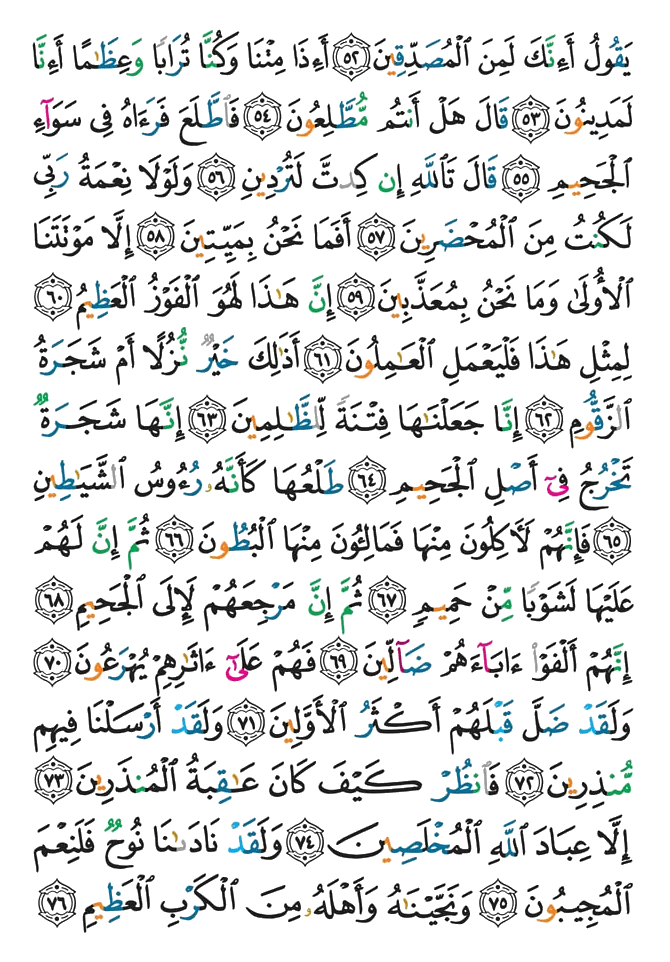 يَقُولُ أَءِنَّكَ لَمِنَ ٱلْمُصَدِّقِينَ ٥٢ أَءِذَا مِتْنَا وَكُنَّا تُرَابًا وَعِظَٰمًا أَءِنَّا
لَمَدِينُونَ ٥٣ قَالَ هَلْ أَنتُم مُّطَّلِعُونَ ٥٤ فَٱطَّلَعَ فَرَءَاهُ فِى سَوَآءِ
ٱلْجَحِيمِ ٥٥ قَالَ تَٱللَّهِ إِن كِدتَّ لَتُرْدِينِ ٥٦ وَلَوْلَا نِعْمَةُ رَبِّى
لَكُنتُ مِنَ ٱلْمُحْضَرِينَ ٥٧ أَفَمَا نَحْنُ بِمَيِّتِينَ ٥٨ إِلَّا مَوْتَتَنَا
ٱلْأُولَىٰ وَمَا نَحْنُ بِمُعَذَّبِينَ ٥٩ إِنَّ هَٰذَا لَهُوَ ٱلْفَوْزُ ٱلْعَظِيمُ ٦٠
لِمِثْلِ هَٰذَا فَلْيَعْمَلِ ٱلْعَٰمِلُونَ ٦١ أَذَٰلِكَ خَيْرٌ نُّزُلًا أَمْ شَجَرَةُ
ٱلزَّقُّومِ ٦٢ إِنَّا جَعَلْنَٰهَا فِتْنَةً لِّلظَّٰلِمِينَ ٦٣ إِنَّهَا شَجَرَةٌ
تَخْرُجُ فِىٓ أَصْلِ ٱلْجَحِيمِ ٦٤ طَلْعُهَا كَأَنَّهُۥ رُءُوسُ ٱلشَّيَٰطِينِ
٦٥ فَإِنَّهُمْ لَءَاكِلُونَ مِنْهَا فَمَالِـُٔونَ مِنْهَا ٱلْبُطُونَ ٦٦ ثُمَّ إِنَّ لَهُمْ
عَلَيْهَا لَشَوْبًا مِّنْ حَمِيمٍ ٦٧ ثُمَّ إِنَّ مَرْجِعَهُمْ لَإِلَى ٱلْجَحِيمِ ٦٨
إِنَّهُمْ أَلْفَوْا۟ ءَابَآءَهُمْ ضَآلِّينَ ٦٩ فَهُمْ عَلَىٰٓ ءَاثَٰرِهِمْ يُهْرَعُونَ ٧٠
وَلَقَدْ ضَلَّ قَبْلَهُمْ أَكْثَرُ ٱلْأَوَّلِينَ ٧١ وَلَقَدْ أَرْسَلْنَا فِيهِم
مُّنذِرِينَ ٧٢ فَٱنظُرْ كَيْفَ كَانَ عَٰقِبَةُ ٱلْمُنذَرِينَ ٧٣
إِلَّا عِبَادَ ٱللَّهِ ٱلْمُخْلَصِينَ ٧٤ وَلَقَدْ نَادَىٰنَا نُوحٌ فَلَنِعْمَ
ٱلْمُجِيبُونَ ٧٥ وَنَجَّيْنَٰهُ وَأَهْلَهُۥ مِنَ ٱلْكَرْبِ ٱلْعَظِيمِ ٧٦